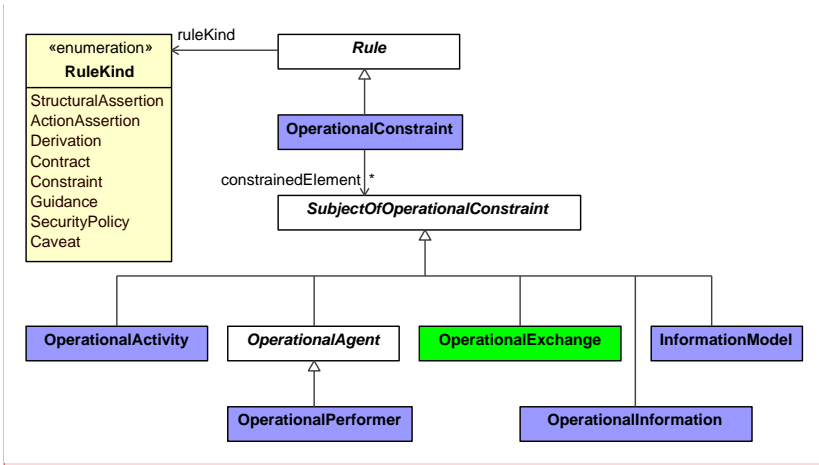 «enumeration»
RuleKind
StructuralAssertion
ActionAssertion
Derivation
Contract
Constraint
Guidance
SecurityPolicy
Caveat
ruleKind
Rule
OperationalConstraint
constrainedElement *
SubjectOfOperationalConstraint
OperationalActivity
OperationalAgent
OperationalExchange
InformationModel
OperationalPerformer
OperationalInformation